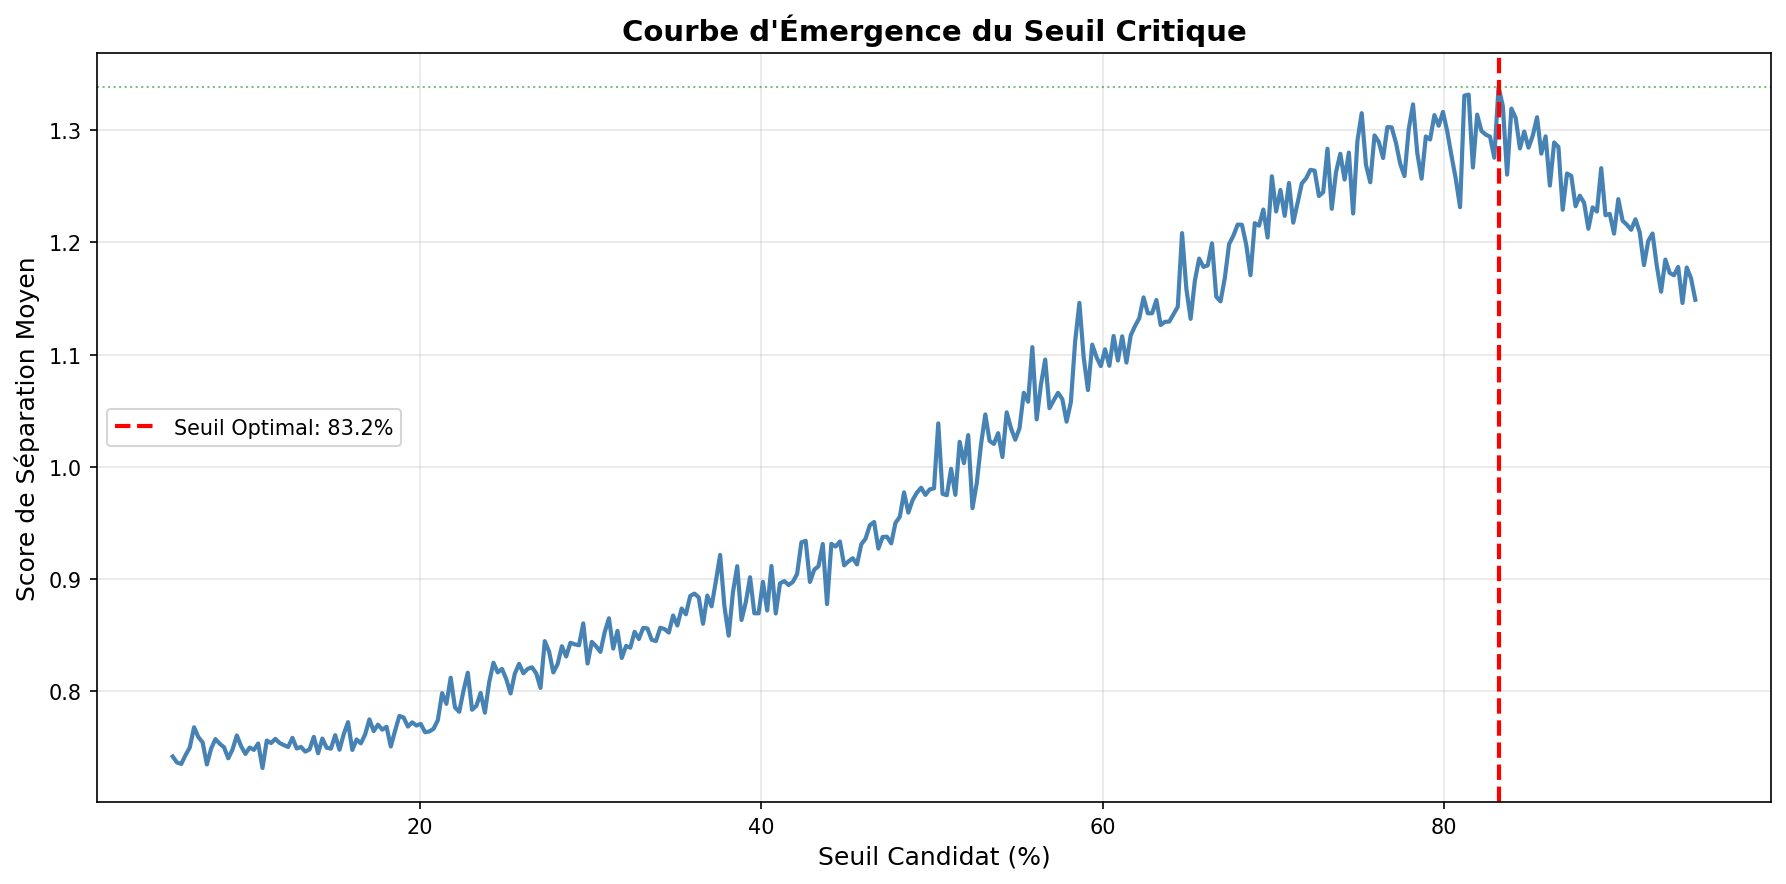 Courbe d'Émergence du Seuil Critique
Score de Séparation Moyen
1.3
1.2
1.1
1.0
0.9
0.8
Seuil Optimal: 83.2%
20 40 60 80
Seuil Candidat (%)